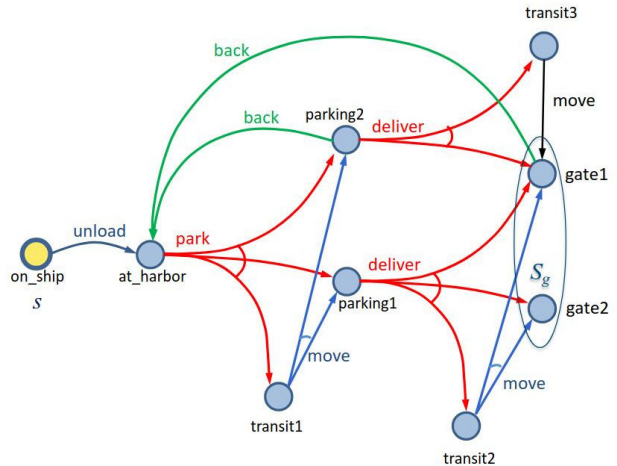 transit3
back
move
parking2
back
deliver
gate1
unload
park
deliver
S_g
on_ship
at_harbor
parking1
gate2
s
move
move
transit1
transit2